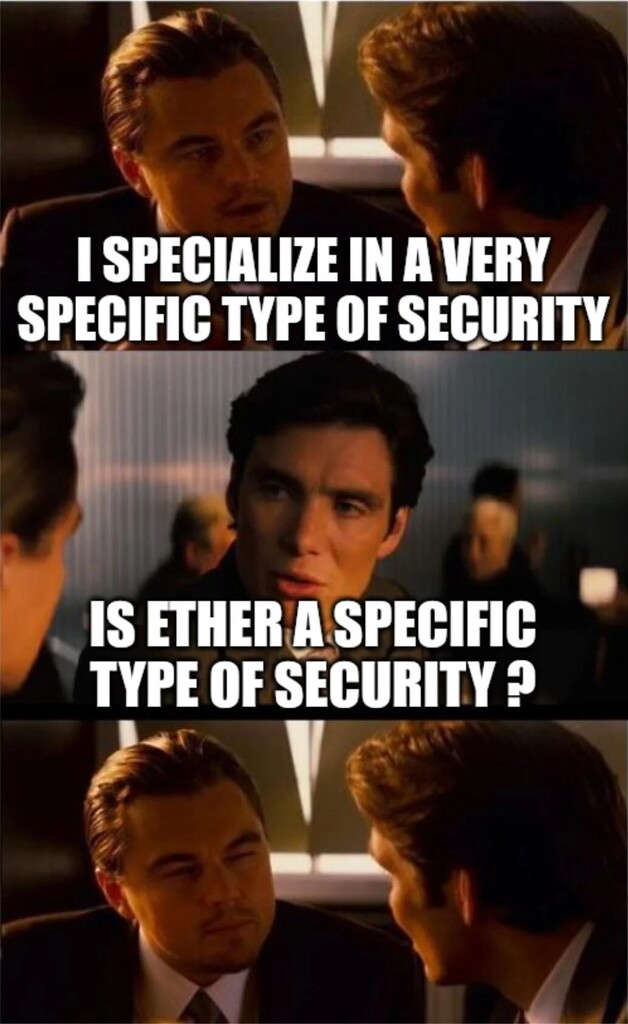 I SPECIALIZE IN A VERY
SPECIFIC TYPE OF SECURITY
IS ETHER A SPECIFIC
TYPE OF SECURITY ?